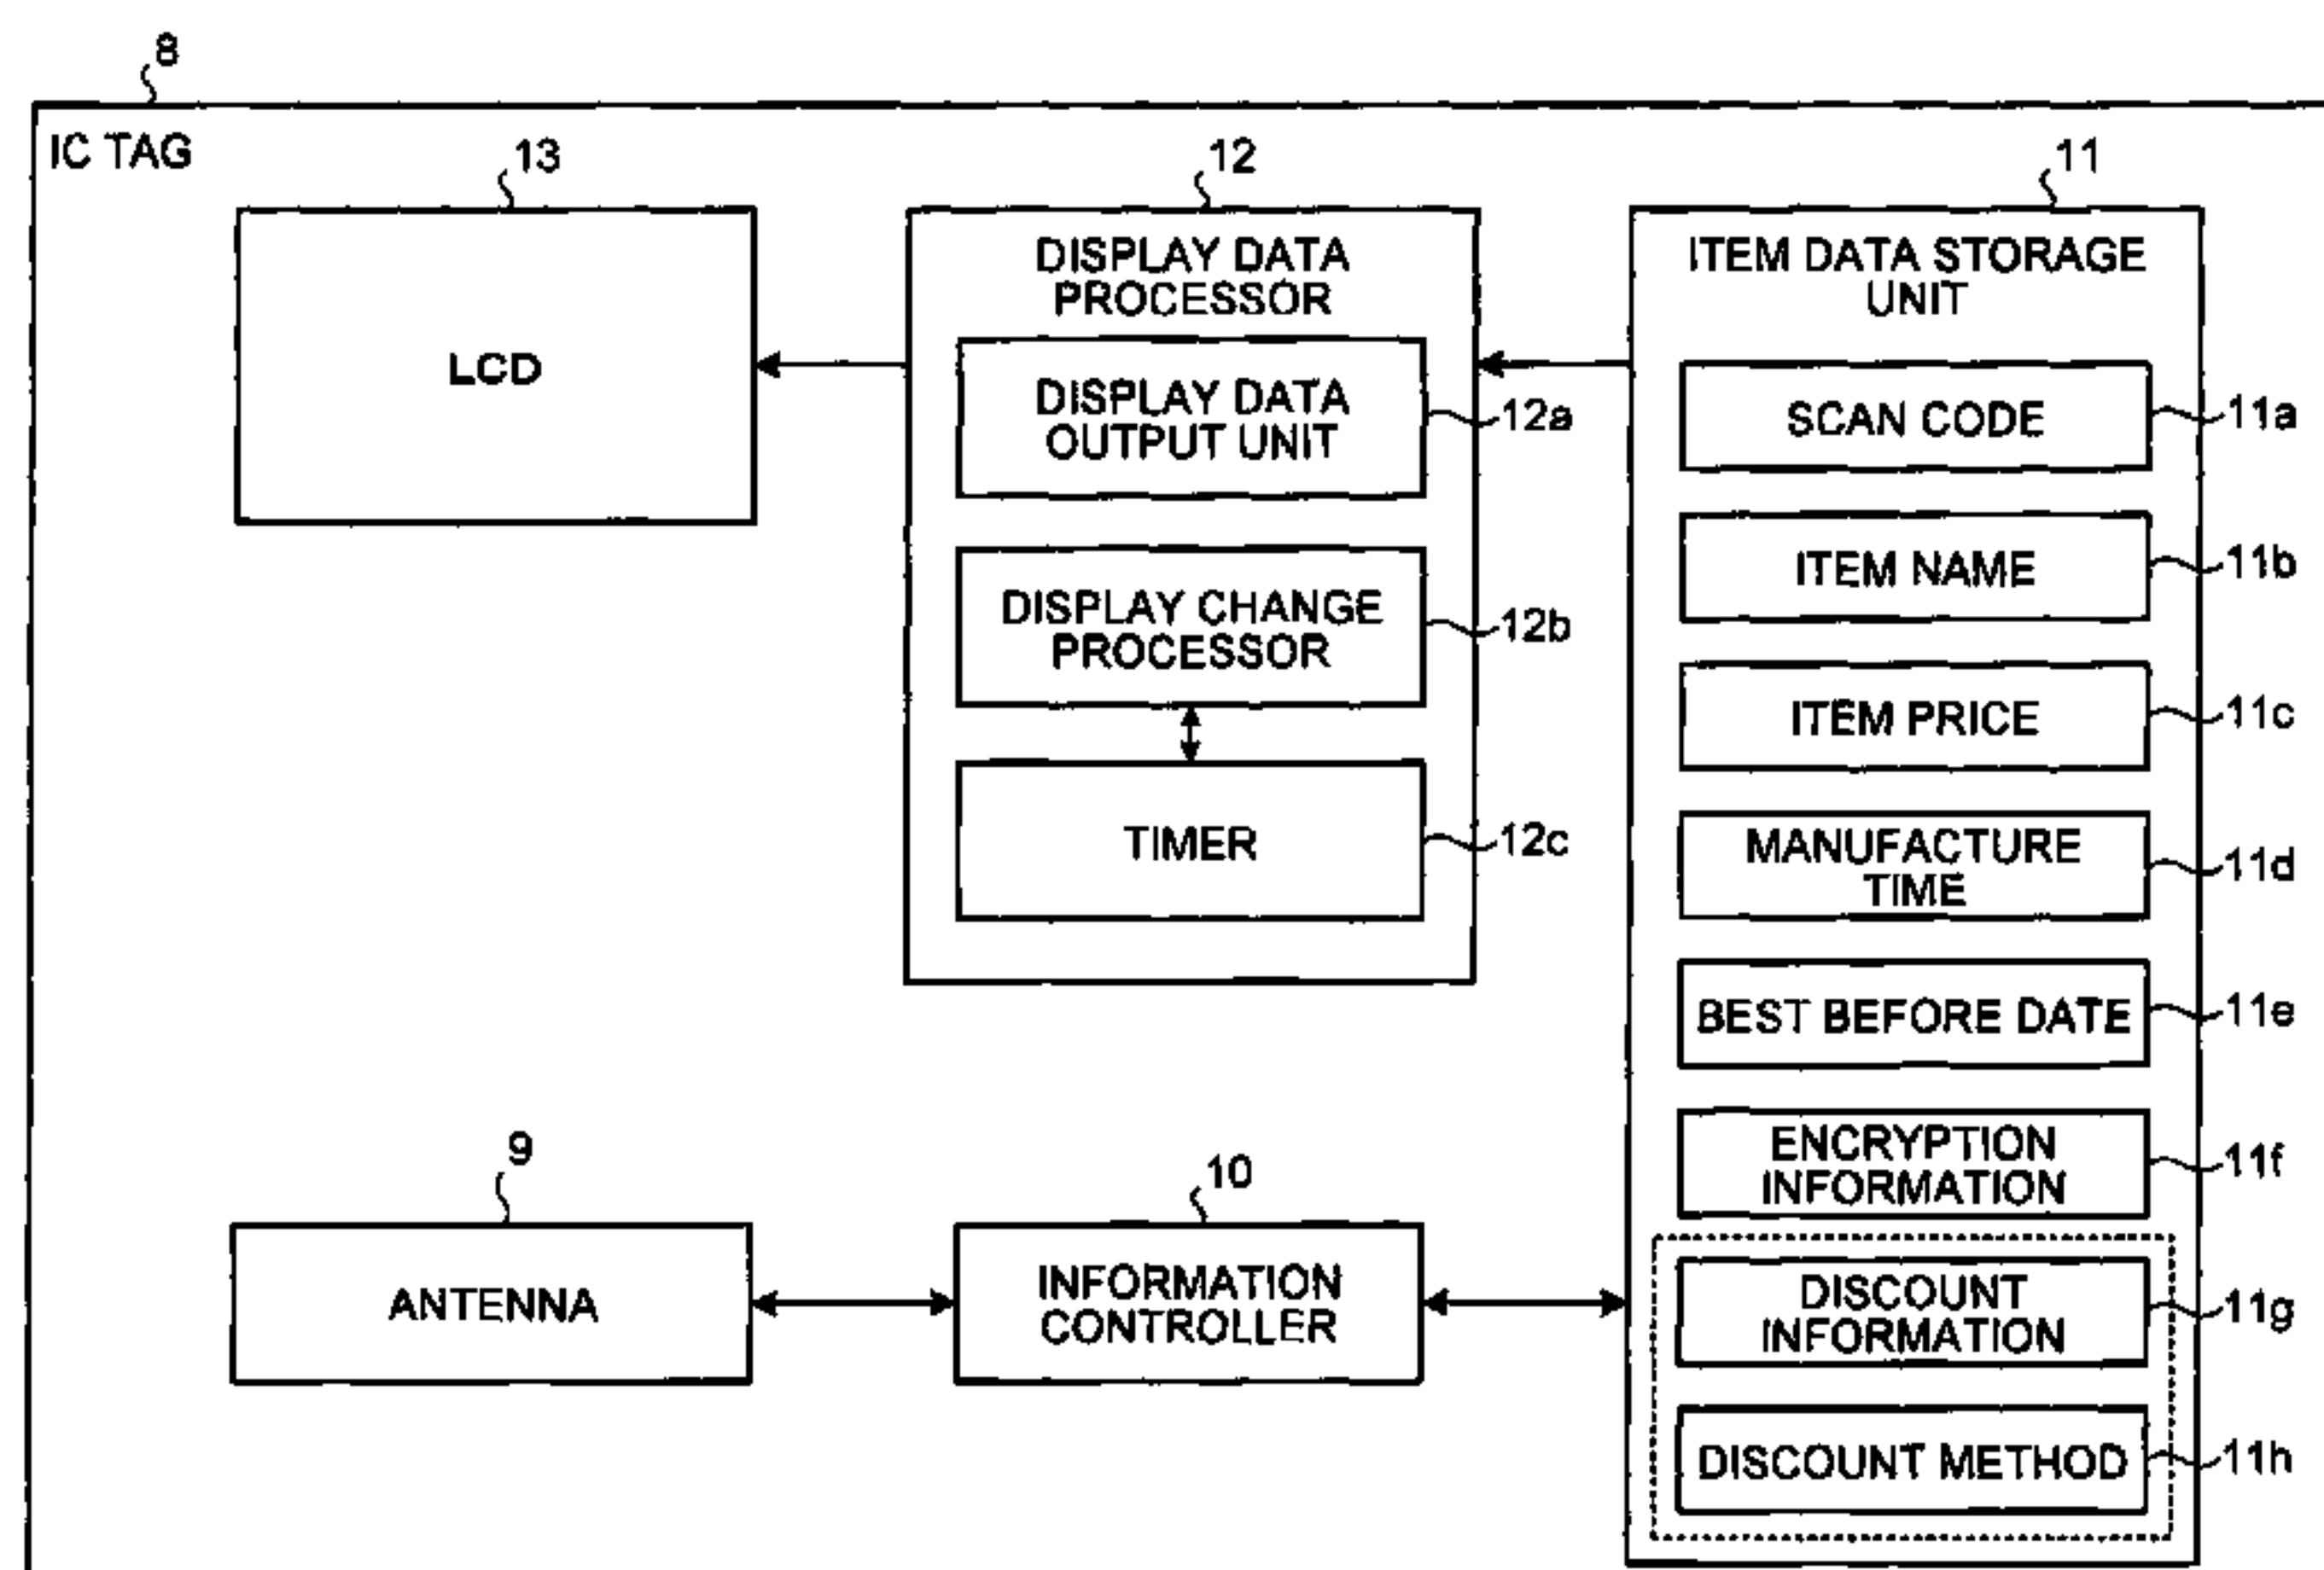 8
IC TAG
13
LCD
12
DISPLAY DATA
PROCESSOR
DISPLAY DATA
OUTPUT UNIT
12a
DISPLAY CHANGE
PROCESSOR
12b
TIMER
12c
11
ITEM DATA STORAGE
UNIT
SCAN CODE
11a
ITEM NAME
11b
ITEM PRICE
11c
MANUFACTURE
TIME
11d
BEST BEFORE DATE
11e
ENCRYPTION
INFORMATION
11f
DISCOUNT
INFORMATION
11g
DISCOUNT METHOD
11h
9
ANTENNA
10
INFORMATION
CONTROLLER